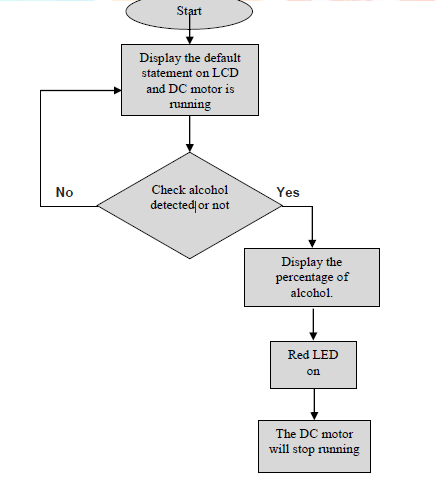 Start
Display the default
statement on LCD
and DC motor is
running
No
Check alcohol
detected or not
Yes
Display the
percentage of
alcohol.
Red LED
on
The DC motor
will stop running